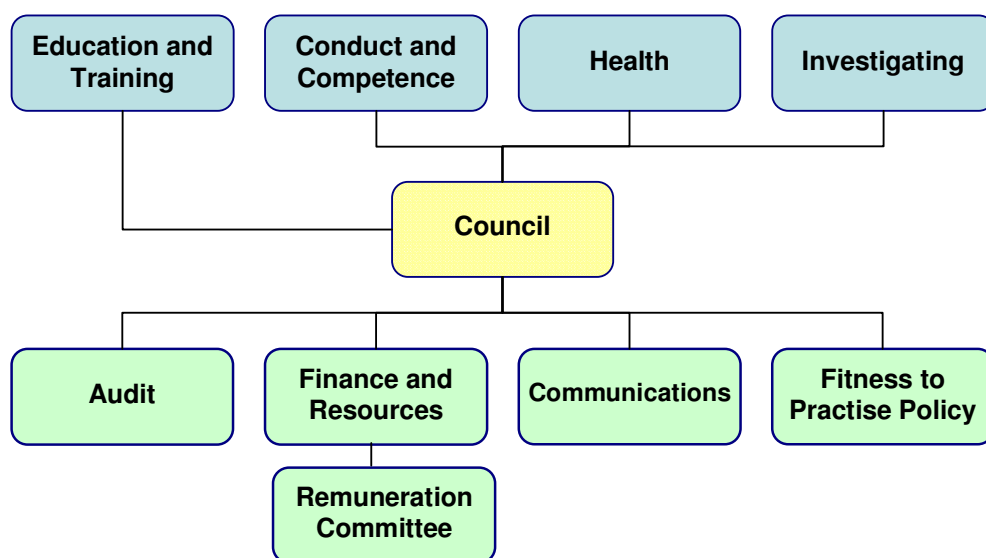 Education and
Training
Conduct and
Competence
Health
Investigating
Council
Audit
Finance and
Resources
Communications
Fitness to
Practise Policy
Remuneration
Committee